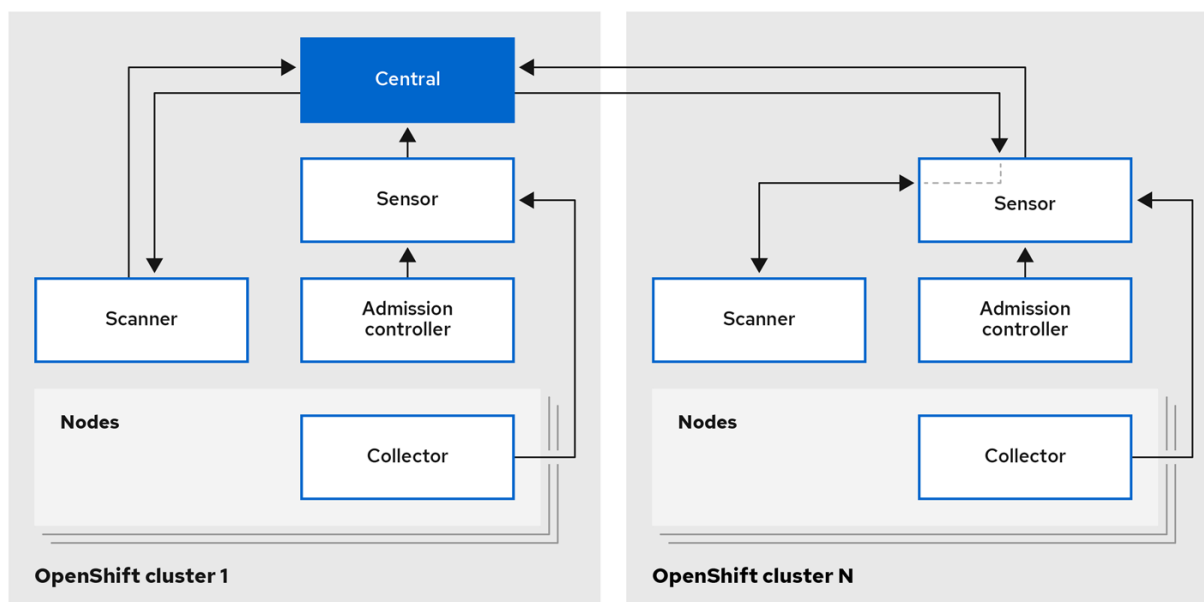 Central
Sensor
Scanner
Admission
controller
Nodes
Collector
OpenShift cluster 1
Sensor
Scanner
Admission
controller
Nodes
Collector
OpenShift cluster N